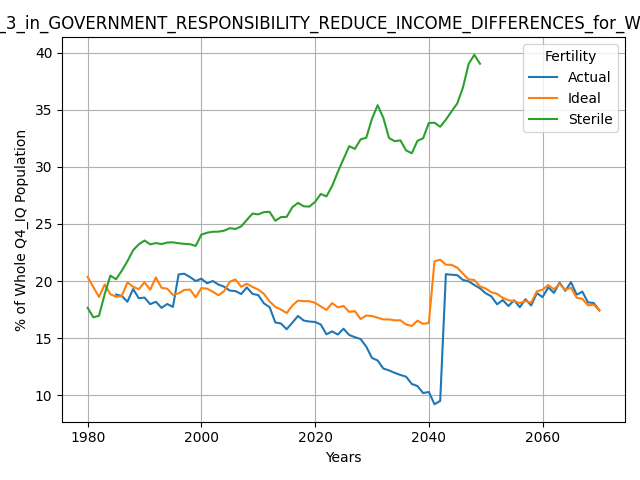 _3_in_GOVERNMENT_RESPONSIBILITY_REDUCE_INCOME_DIFFERENCES_for_W
40
35
30
25
20
15
10
% of Whole Q4_IQ Population
Fertility
Actual
Ideal
Sterile
1980
2000
2020
2040
2060
Years